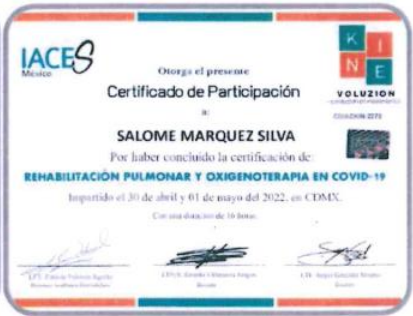 IACES
México
Otorga el presente
Certificado de Participación
a:
SALOME MARQUEZ SILVA
Por haber concluido la certificación de:
REHABILITACIÓN PULMONAR Y OXIGENOTERAPIA EN COVID-19
Impartido el 30 de abril y 01 de mayo del 2022, en CDMX.
Con una duración de 16 horas.
K I
N E
VOLUZION